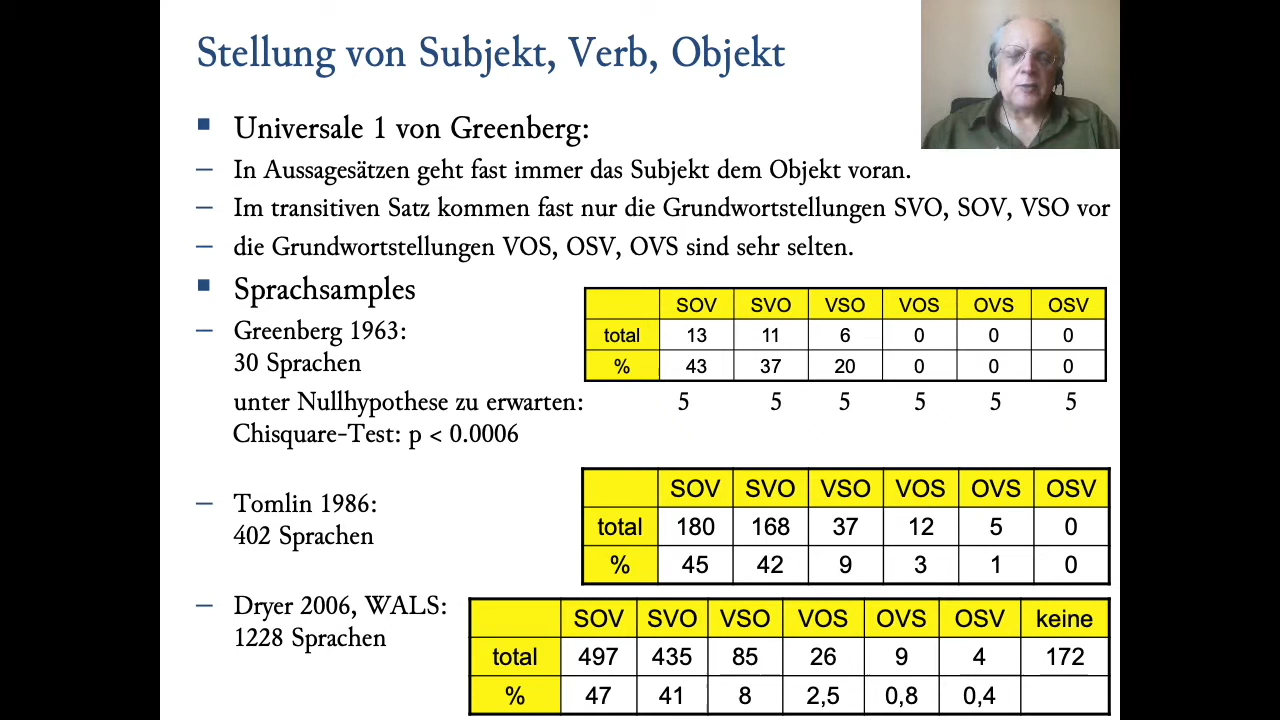 Stellung von Subjekt, Verb, Objekt
Universale 1 von Greenberg:
– In Aussagesätzen geht fast immer das Subjekt dem Objekt voran.
– Im transitiven Satz kommen fast nur die Grundwortstellungen SVO, SOV, VSO vor
– die Grundwortstellungen VOS, OSV, OVS sind sehr selten.
Sprachsamples
– Greenberg 1963:
30 Sprachen
SOV SVO VSO VOS OVS OSV
total 13 11 6 0 0 0
% 43 37 20 0 0 0
unter Nullhypothese zu erwarten: 5 5 5 5 5 5
Chisquare-Test: p < 0.0006
– Tomlin 1986:
402 Sprachen
SOV SVO VSO VOS OVS OSV
total 180 168 37 12 5 0
% 45 42 9 3 1 0
– Dryer 2006, WALS:
1228 Sprachen
SOV SVO VSO VOS OVS OSV keine
total 497 435 85 26 9 4 172
% 47 41 8 2,5 0,8 0,4